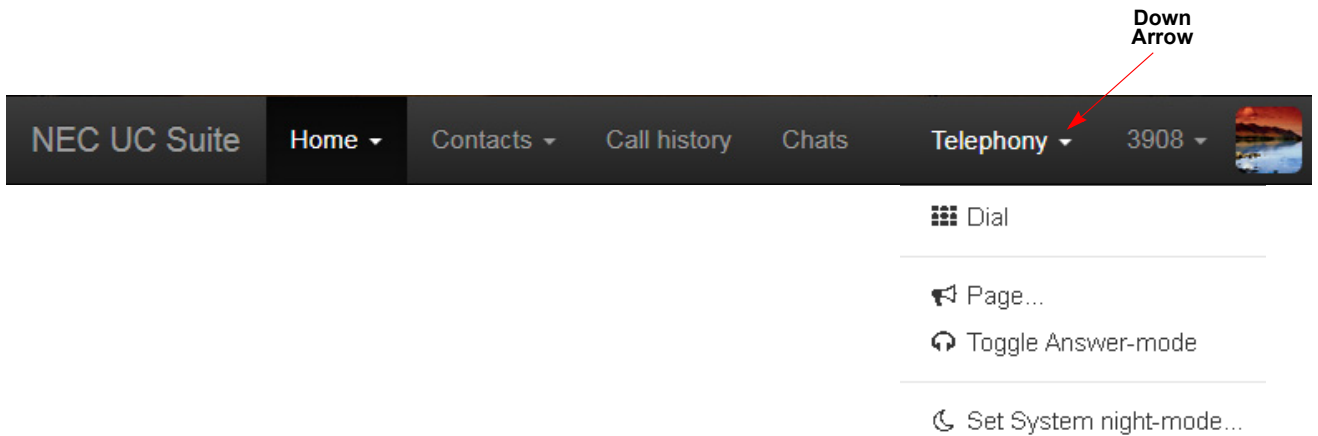 Down
Arrow
NEC UC Suite Home Contacts Call history Chats Telephony 3908
Dial
Page...
Toggle Answer-mode
Set System night-mode...